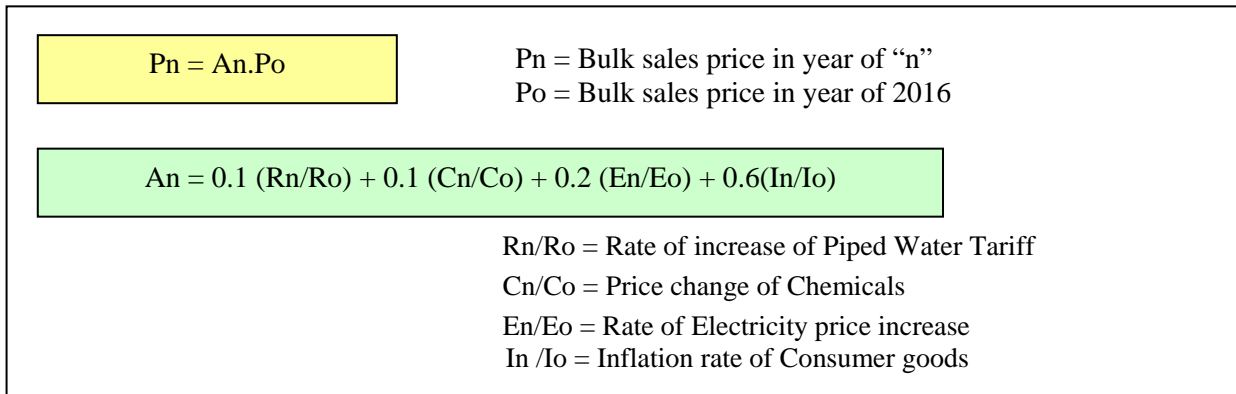 Pn = An.Po
Pn = Bulk sales price in year of “n”
Po = Bulk sales price in year of 2016
An = 0.1 (Rn/Ro) + 0.1 (Cn/Co) + 0.2 (En/Eo) + 0.6(In/Io)
Rn/Ro = Rate of increase of Piped Water Tariff
Cn/Co = Price change of Chemicals
En/Eo = Rate of Electricity price increase
In /Io = Inflation rate of Consumer goods